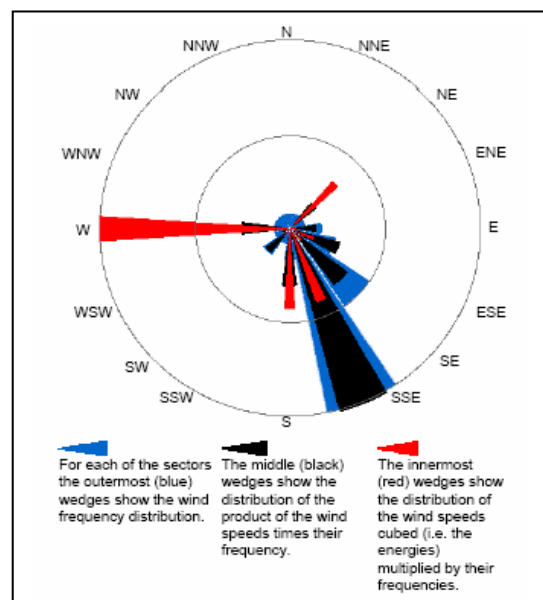 N
NNW
NNE
NW
NE
WNW
ENE
W
E
WSW
ESE
SW
SE
SSW
SSE
S
For each of the sectors
the outermost (blue)
wedges show the wind
frequency distribution.
The middle (black)
wedges show the
distribution of the
product of the wind
speeds times their
frequency.
The innermost
(red) wedges show
the distribution of
the wind speeds
cubed (i.e. the
energies)
multiplied by their
frequencies.